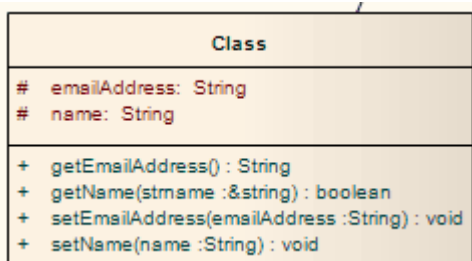 Class
# emailAddress: String
# name: String
+ getEmailAddress() : String
+ getName(strname :&string) : boolean
+ setEmailAddress(emailAddress :String) : void
+ setName(name :String) : void